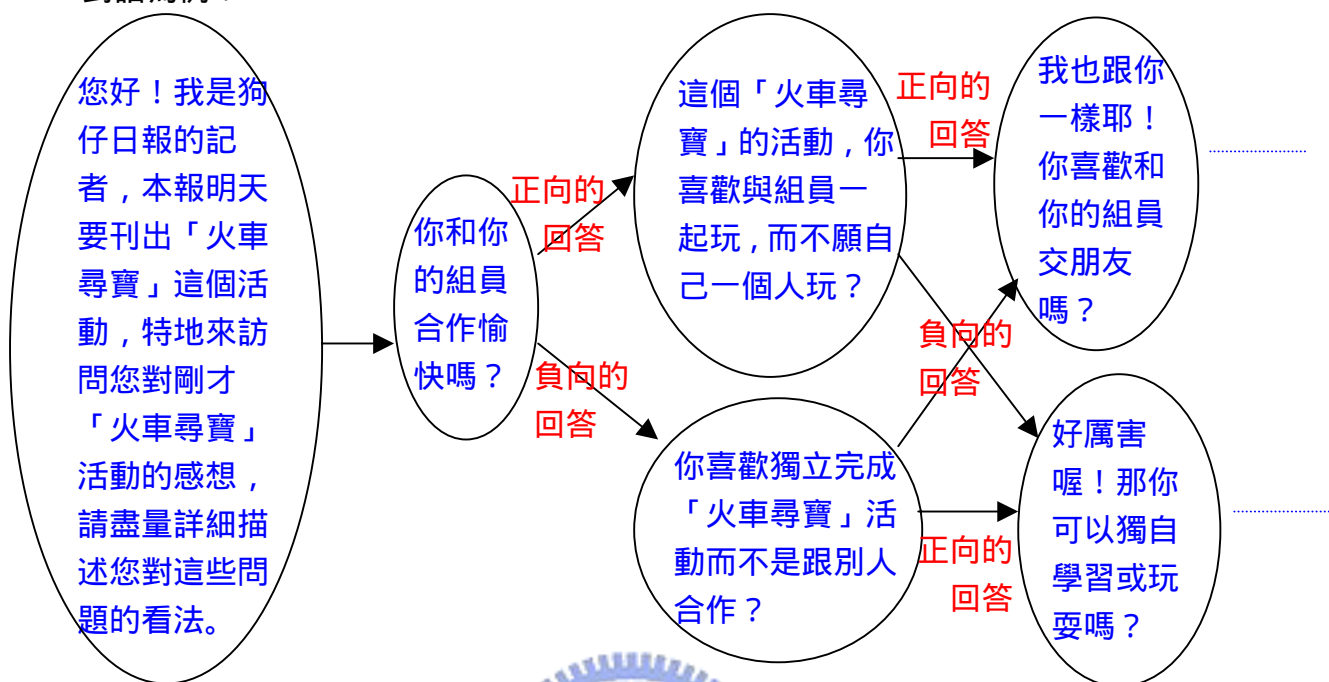 您好！我是狗
仔日報的記
者，本報明天
要刊出「火車
尋寶」這個活
動，特地來訪
問您對剛才
「火車尋寶」
活動的感想，
請盡量詳細描
述您對這些問
題的看法。
你和你
的組員
合作愉
快嗎？
正向的
回答
負向的
回答
這個「火車尋
寶」的活動，你
喜歡與組員一
起玩，而不願自
己一個人玩？
你喜歡獨立完成
「火車尋寶」活
動而不是跟別人
合作？
正向的
回答
負向的
回答
正向的
回答
我也跟你
一樣耶！
你喜歡和
你的組員
交朋友
嗎？
好厲害
喔！那你
可以獨自
學習或玩
耍嗎？